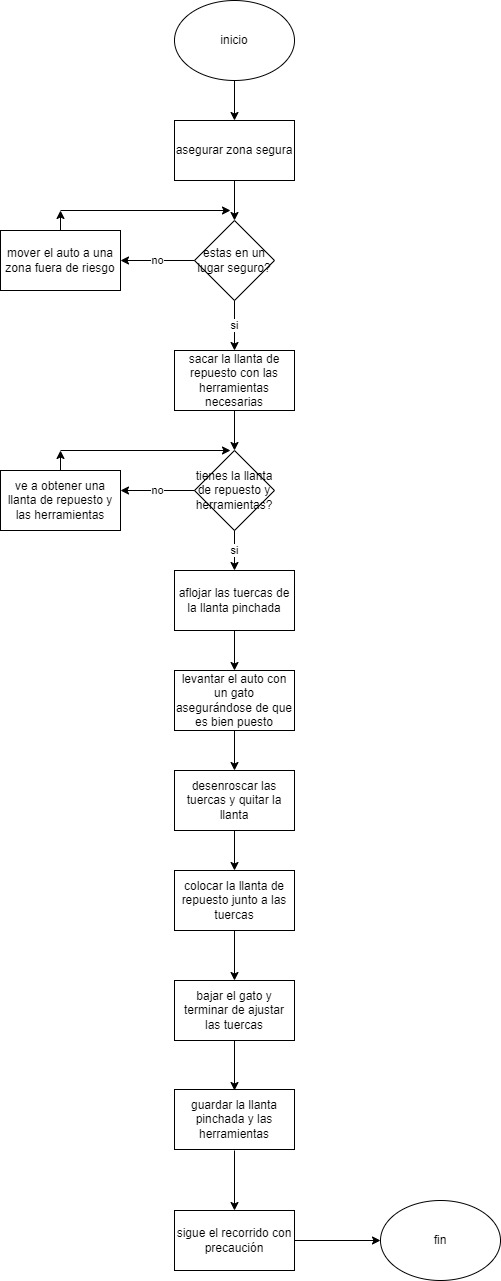 inicio
asegurar zona segura
estas en un
lugar seguro?
no
mover el auto a una
zona fuera de riesgo
si
sacar la llanta de
repuesto con las
herramientas
necesarias
tienes la llanta
de repuesto y
herramientas?
no
ve a obtener una
llanta de repuesto y
las herramientas
si
aflojar las tuercas de
la llanta pinchada
levantar el auto con
un gato
asegurándose de que
es bien puesto
desenroscar las
tuercas y quitar la
llanta
colocar la llanta de
repuesto junto a las
tuercas
bajar el gato y
terminar de ajustar
las tuercas
guardar la llanta
pinchada y las
herramientas
sigue el recorrido con
precaución
fin